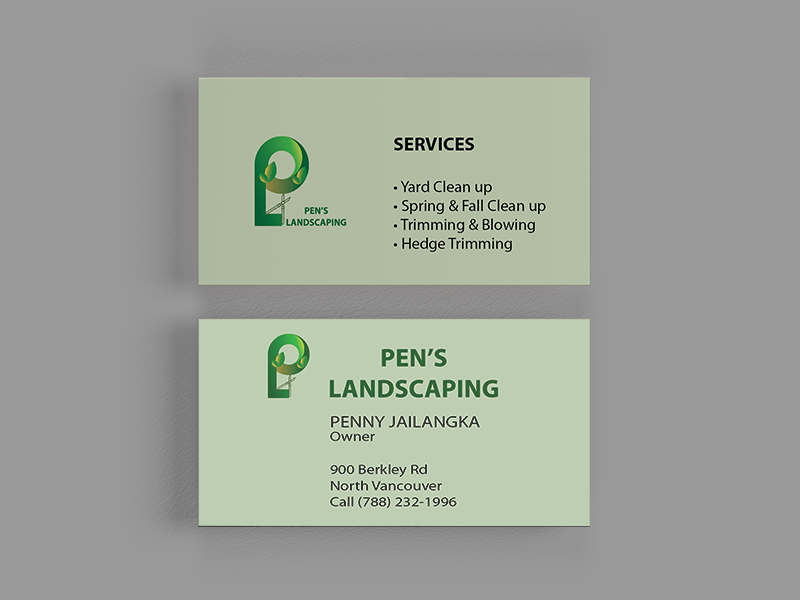 SERVICES
• Yard Clean up
• Spring & Fall Clean up
• Trimming & Blowing
• Hedge Trimming
PEN'S
LANDSCAPING
PEN'S
LANDSCAPING
PENNY JAILANGKA
Owner
900 Berkley Rd
North Vancouver
Call (788) 232-1996